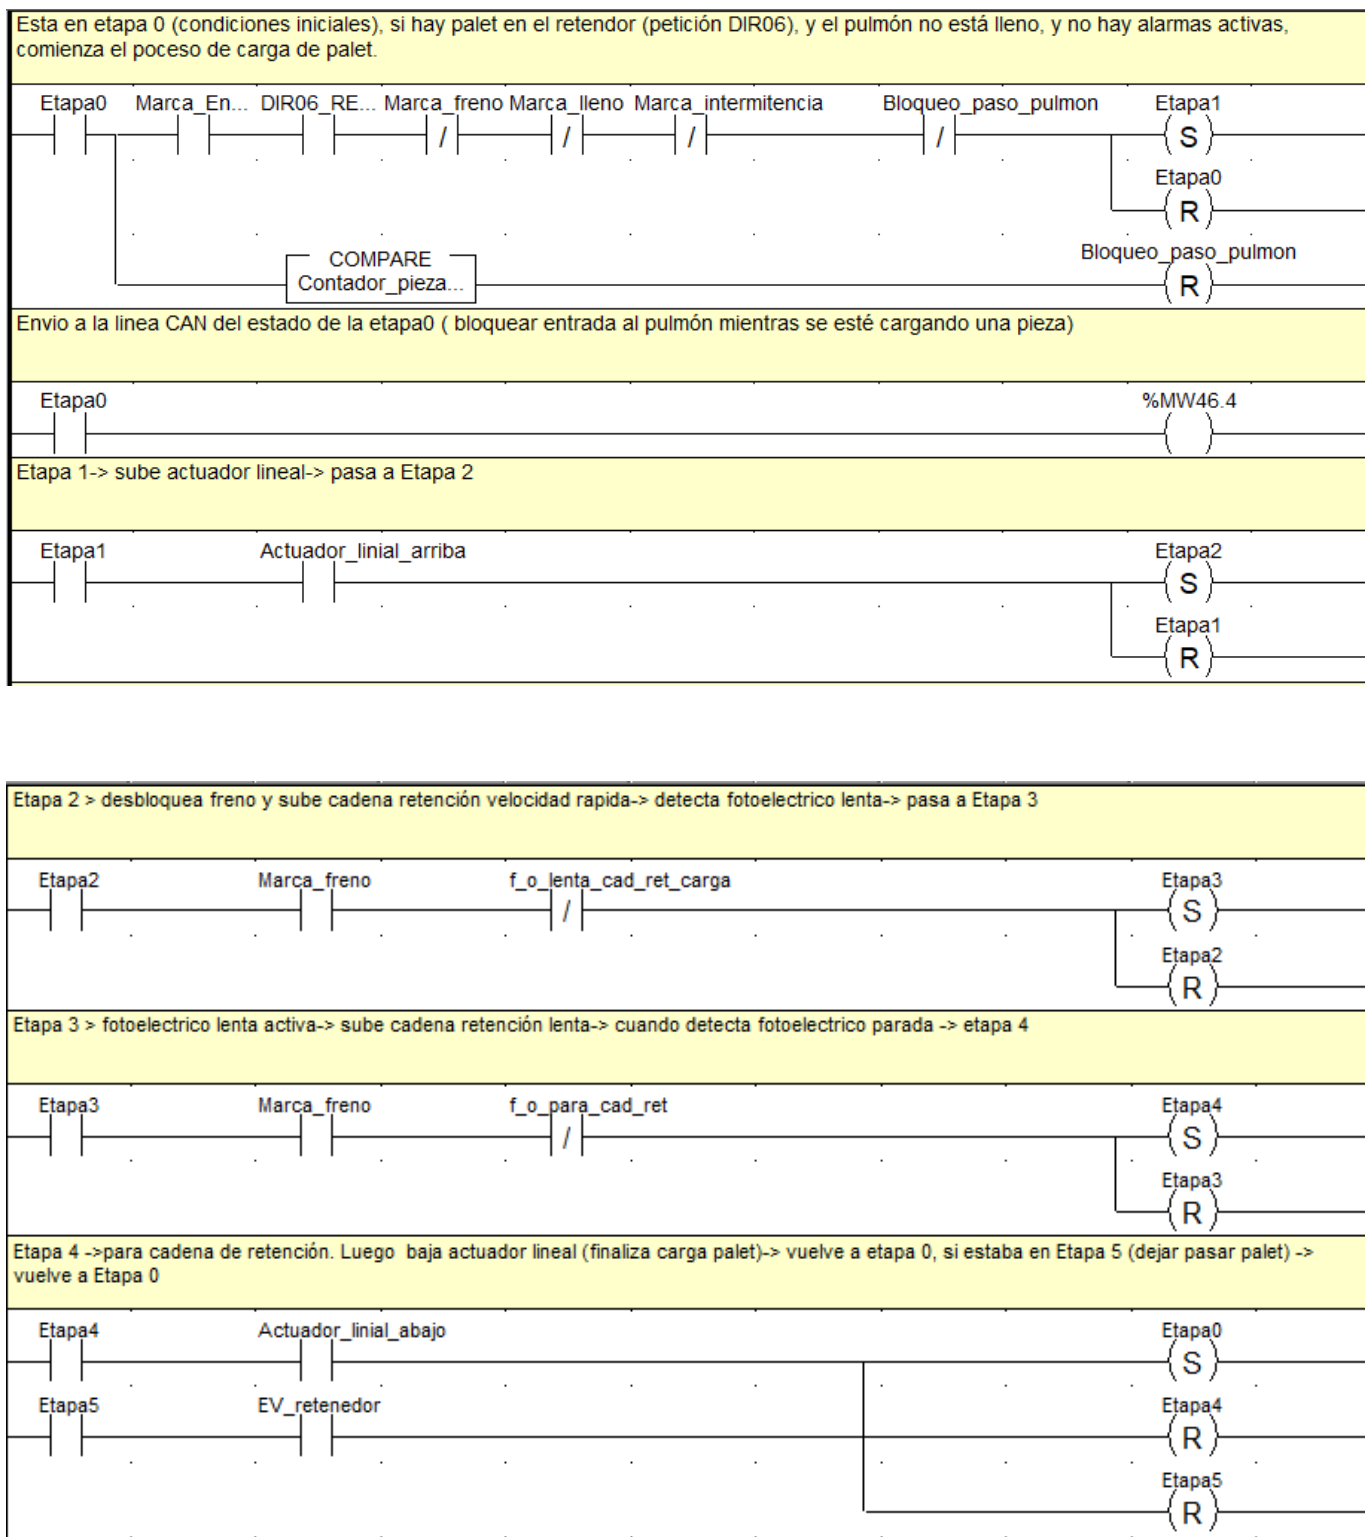 Esta en etapa 0 (condiciones iniciales), si hay palet en el retendor (petición DIR06), y el pulmón no está lleno, y no hay alarmas activas,
comienza el poceso de carga de palet.
Etapa0 Marca_En... DIR06_RE... Marca_freno Marca_lleno Marca_intermitencia Bloqueo_paso_pulmon Etapa1
/ / / / S
Etapa0
R
COMPARE Bloqueo_paso_pulmon
Contador_pieza... R
Envio a la linea CAN del estado de la etapa0 ( bloquear entrada al pulmón mientras se esté cargando una pieza)
Etapa0 %MW46.4
Etapa 1-> sube actuador lineal-> pasa a Etapa 2
Etapa1 Actuador_linial_arriba Etapa2
S
Etapa1
R
Etapa 2 > desbloquea freno y sube cadena retención velocidad rapida-> detecta fotoelectrico lenta-> pasa a Etapa 3
Etapa2 Marca_freno f_o_lenta_cad_ret_carga Etapa3
/ S
Etapa2
R
Etapa 3 > fotoelectrico lenta activa-> sube cadena retención lenta-> cuando detecta fotoelectrico parada -> etapa 4
Etapa3 Marca_freno f_o_para_cad_ret Etapa4
/ S
Etapa3
R
Etapa 4 ->para cadena de retención. Luego baja actuador lineal (finaliza carga palet)-> vuelve a etapa 0, si estaba en Etapa 5 (dejar pasar palet) ->
vuelve a Etapa 0
Etapa4 Actuador_linial_abajo Etapa0
S
Etapa5 EV_retenedor Etapa4
R
Etapa5
R